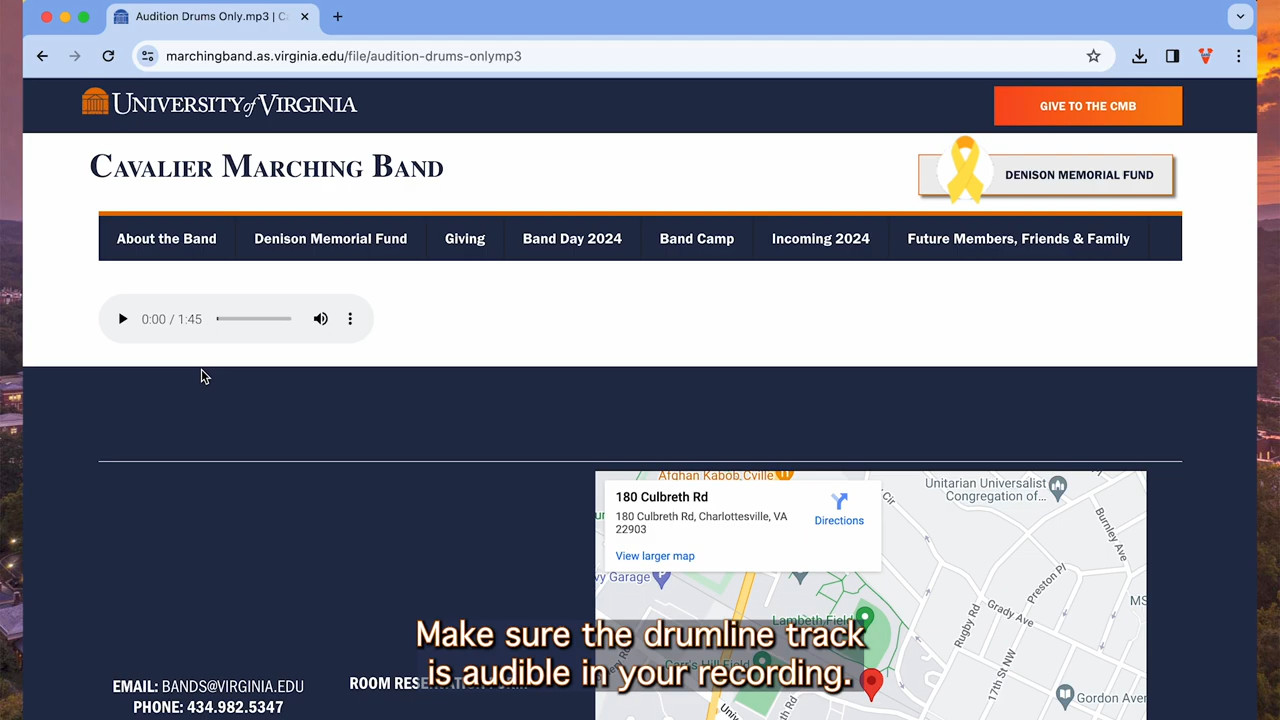 Audition Drums Only.mp3 | C
marchingband.as.virginia.edu/file/audition-drums-onlymp3
UNIVERSITY of VIRGINIA
GIVE TO THE CMB
CAVALIER MARCHING BAND
DENISON MEMORIAL FUND
About the Band
Denison Memorial Fund
Giving
Band Day 2024
Band Camp
Incoming 2024
Future Members, Friends & Family
0:00 / 1:45
Afghan Kabob Cville
180 Culbreth Rd
180 Culbreth Rd, Charlottesville, VA
22903
Directions
View larger map
Unitarian Universalist
Congregation of...
Burnley Ave
Cir
vy Garage
Preston Pl
MS
Lambeth Field
Grady Ave
Rugby Rd
17th St NW
Gordon Aver
Make sure the drumline track
is audible in your recording.
EMAIL: BANDS@VIRGINIA.EDU
PHONE: 434.982.5347